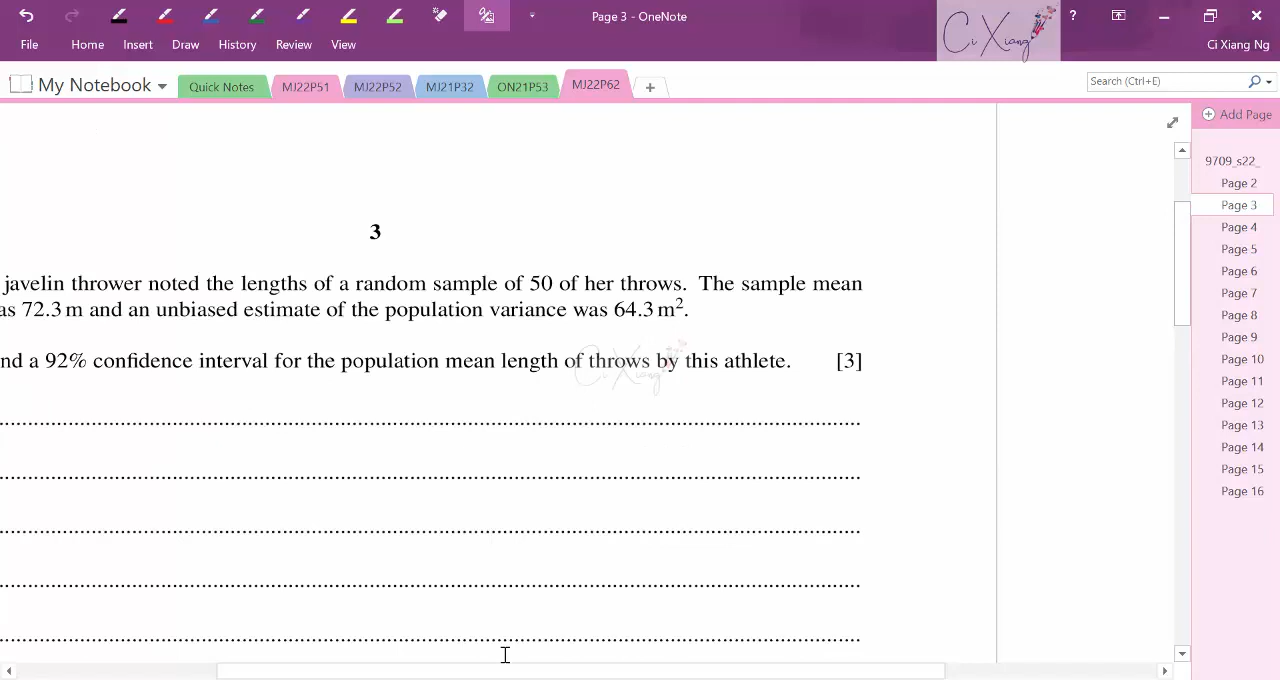 Page 3 - OneNote
Ci Xiang
?
File
Home
Insert
Draw
History
Review
View
Ci Xiang Ng
My Notebook
Quick Notes
MJ22P51
MJ22P52
MJ21P32
ON21P53
MJ22P62
Search (Ctrl+E)
Add Page
9709_s22_
Page 2
Page 3
Page 4
Page 5
Page 6
Page 7
Page 8
Page 9
Page 10
Page 11
Page 12
Page 13
Page 14
Page 15
Page 16
3
javelin thrower noted the lengths of a random sample of 50 of her throws. The sample mean
as 72.3 m and an unbiased estimate of the population variance was 64.3 m².
nd a 92% confidence interval for the population mean length of throws by this athlete. [3]
Ci Xiang